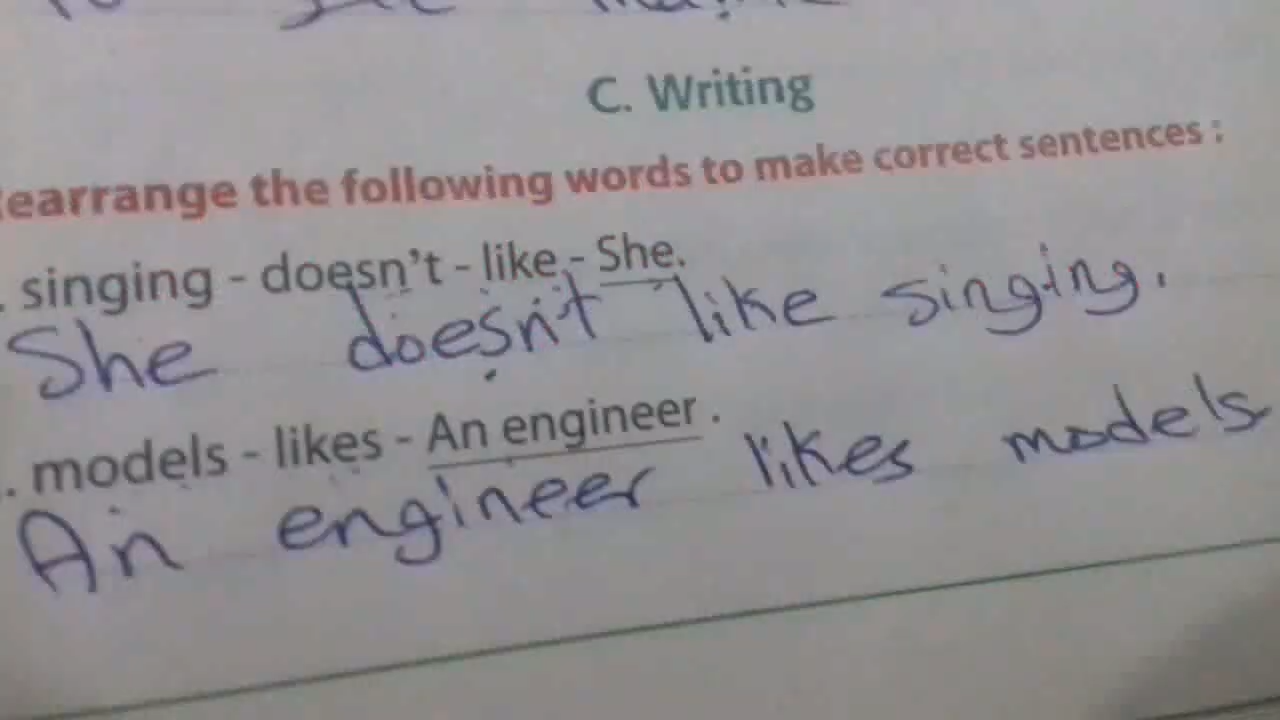 C. Writing
earrange the following words to make correct sentences :
. singing - doesn't - like - She.
She doesn't like singing.
. models - likes - An engineer .
An engineer likes models